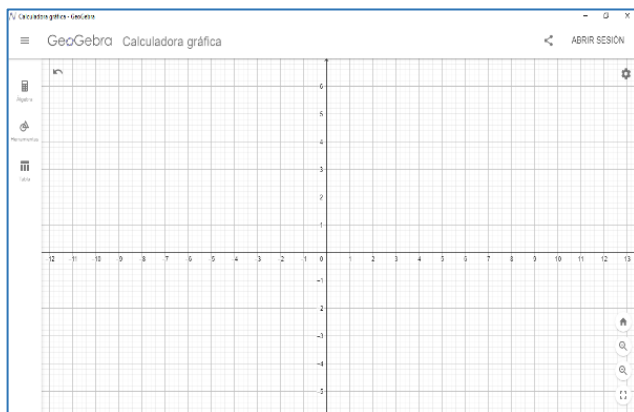 Calculadora gráfica - GeoGebra
GeoGebra Calculadora gráfica
ABRIR SESIÓN
Álgebra
Herramientas
Tabla
6
5
4
3
2
1
-12 -11 -10 -9 -8 -7 -6 -5 -4 -3 -2 -1 0 1 2 3 4 5 6 7 8 9 10 11 12 13
-1
-2
-3
-4
-5